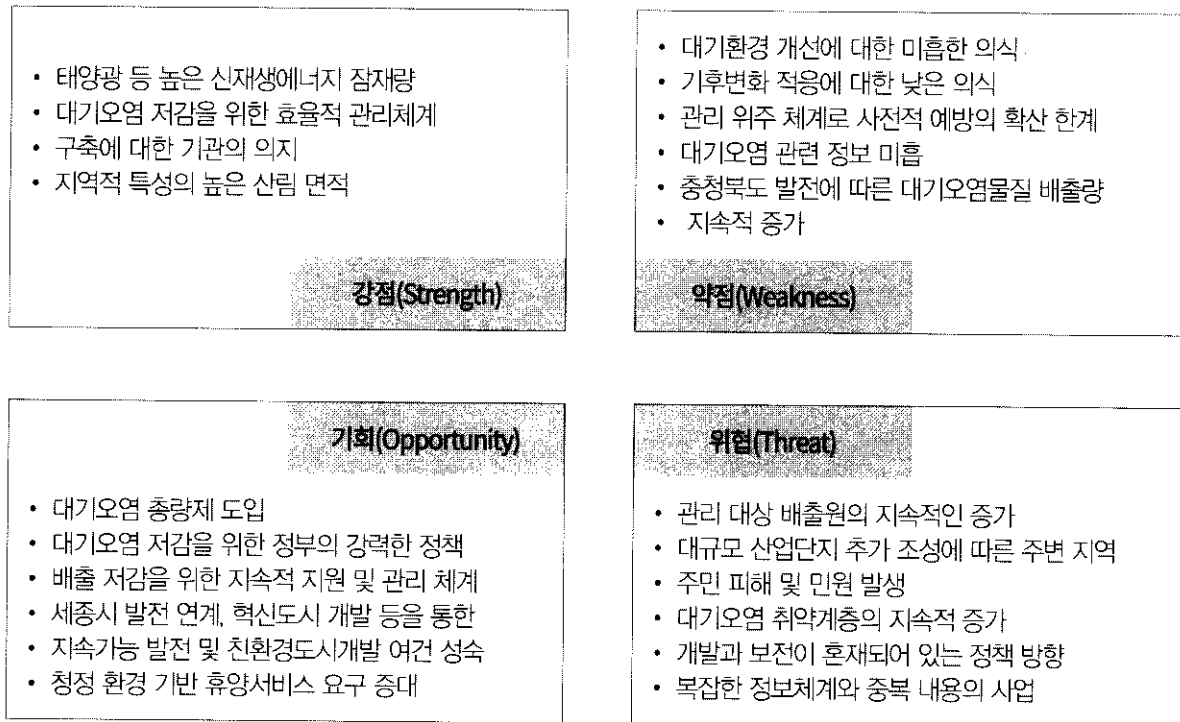 • 태양광 등 높은 신재생에너지 잠재량
• 대기오염 저감을 위한 효율적 관리체계
• 구축에 대한 기관의 의지
• 지역적 특성의 높은 산림 면적
강점(Strength)
• 대기환경 개선에 대한 미흡한 의식
• 기후변화 적응에 대한 낮은 의식
• 관리 위주 체계로 사전적 예방의 확산 한계
• 대기오염 관련 정보 미흡
• 충청북도 발전에 따른 대기오염물질 배출량
• 지속적 증가
약점(Weakness)
기회(Opportunity)
• 대기오염 총량제 도입
• 대기오염 저감을 위한 정부의 강력한 정책
• 배출 저감을 위한 지속적 지원 및 관리 체계
• 세종시 발전 연계, 혁신도시 개발 등을 통한
• 지속가능 발전 및 친환경도시개발 여건 성숙
• 청정 환경 기반 휴양서비스 요구 증대
위협(Threat)
• 관리 대상 배출원의 지속적인 증가
• 대규모 산업단지 추가 조성에 따른 주변 지역
• 주민 피해 및 민원 발생
• 대기오염 취약계층의 지속적 증가
• 개발과 보전이 혼재되어 있는 정책 방향
• 복잡한 정보체계와 중복 내용의 사업